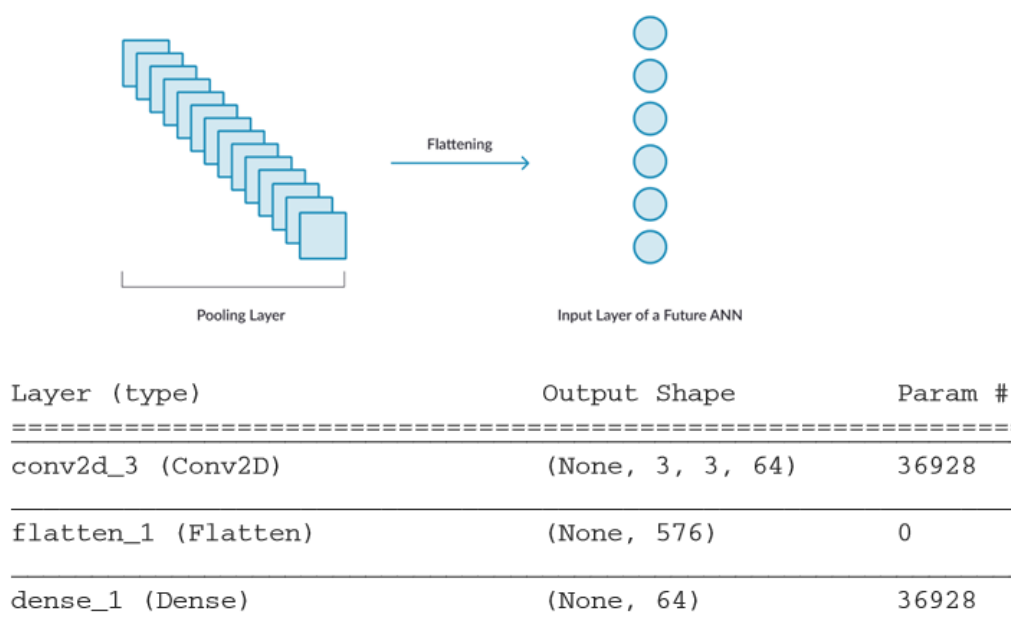 Flattening
Pooling Layer
Input Layer of a Future ANN
Layer (type) Output Shape Param #
=================================================================
conv2d_3 (Conv2D) (None, 3, 3, 64) 36928
flatten_1 (Flatten) (None, 576) 0
dense_1 (Dense) (None, 64) 36928